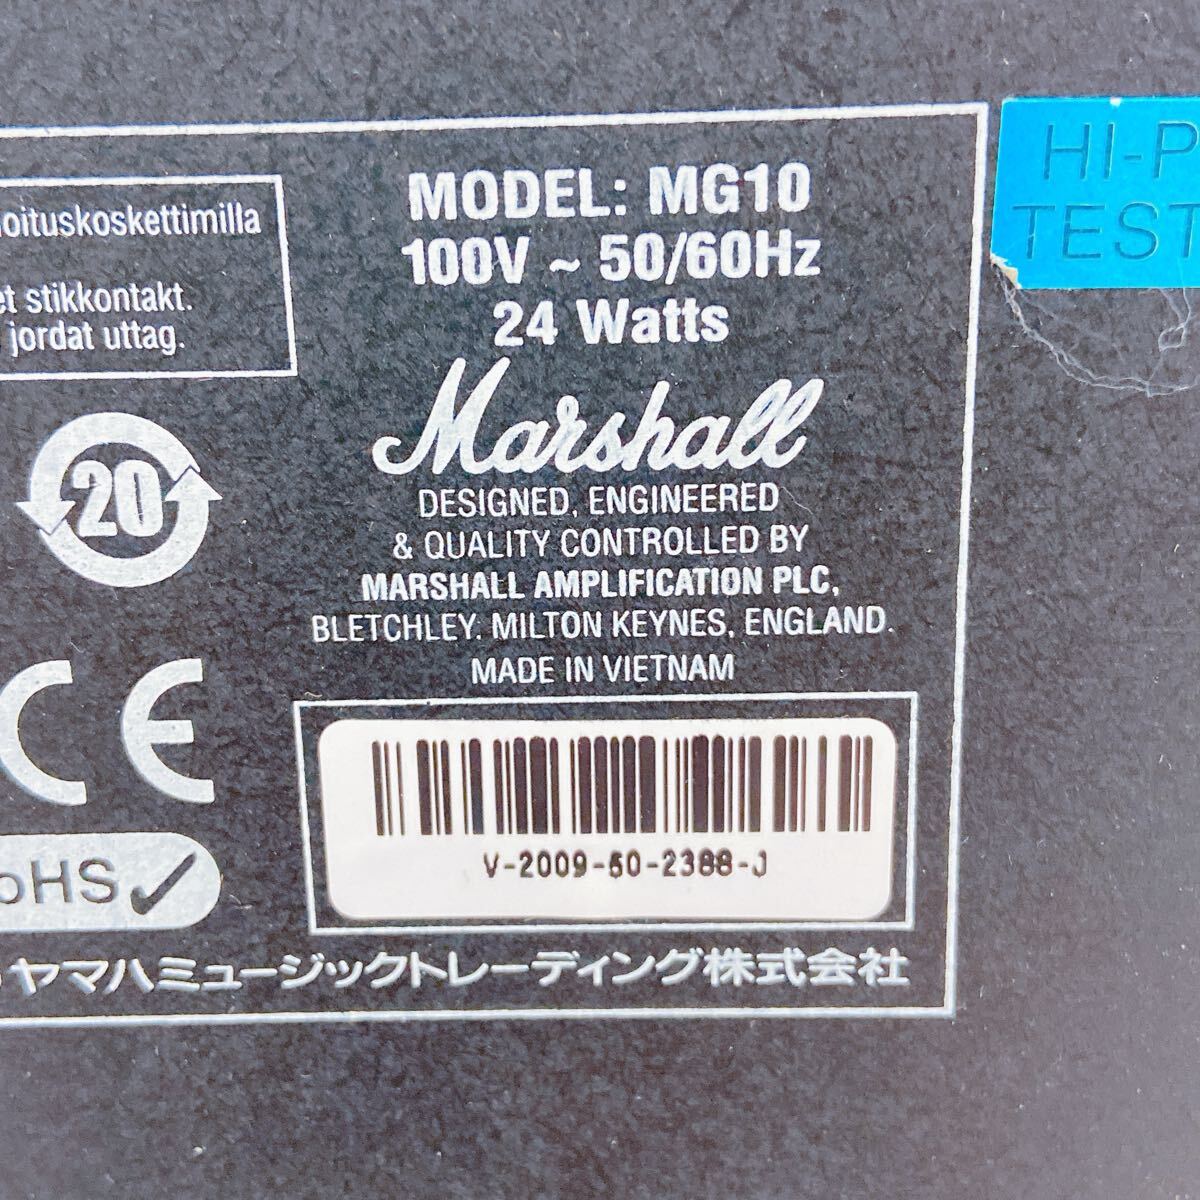 HI-P
TEST
oituskoskettimilla
et stikkontakt.
jordat uttag.
MODEL: MG10
100V ~ 50/60Hz
24 Watts
Marshall
DESIGNED, ENGINEERED
& QUALITY CONTROLLED BY
MARSHALL AMPLIFICATION PLC,
BLETCHLEY. MILTON KEYNES, ENGLAND.
MADE IN VIETNAM
20
CE
oHS
V-2009-50-2388-J
ヤマハミュージックトレーディング株式会社